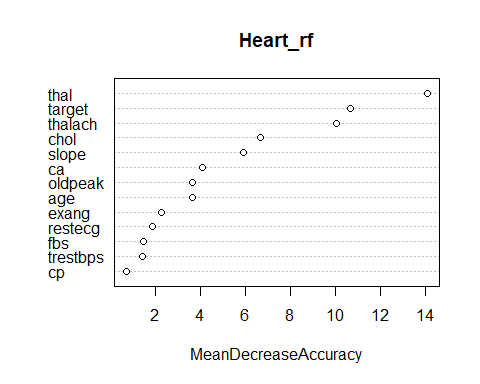 Heart_rf
thal
target
thalach
chol
slope
ca
oldpeak
age
exang
restecg
fbs
trestbps
cp
2 4 6 8 10 12 14
MeanDecreaseAccuracy